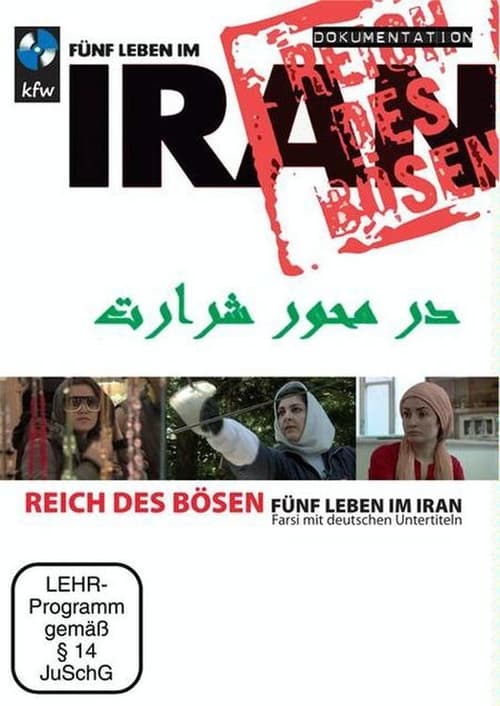 FÜNF LEBEN IM
DOKUMENTATION
kfw
IRAN
REICH
DES
BÖSEN
در محور شرارت
REICH DES BÖSEN FÜNF LEBEN IM IRAN
Farsi mit deutschen Untertiteln
LEHR-
Programm
gemäß
§ 14
JuSchG